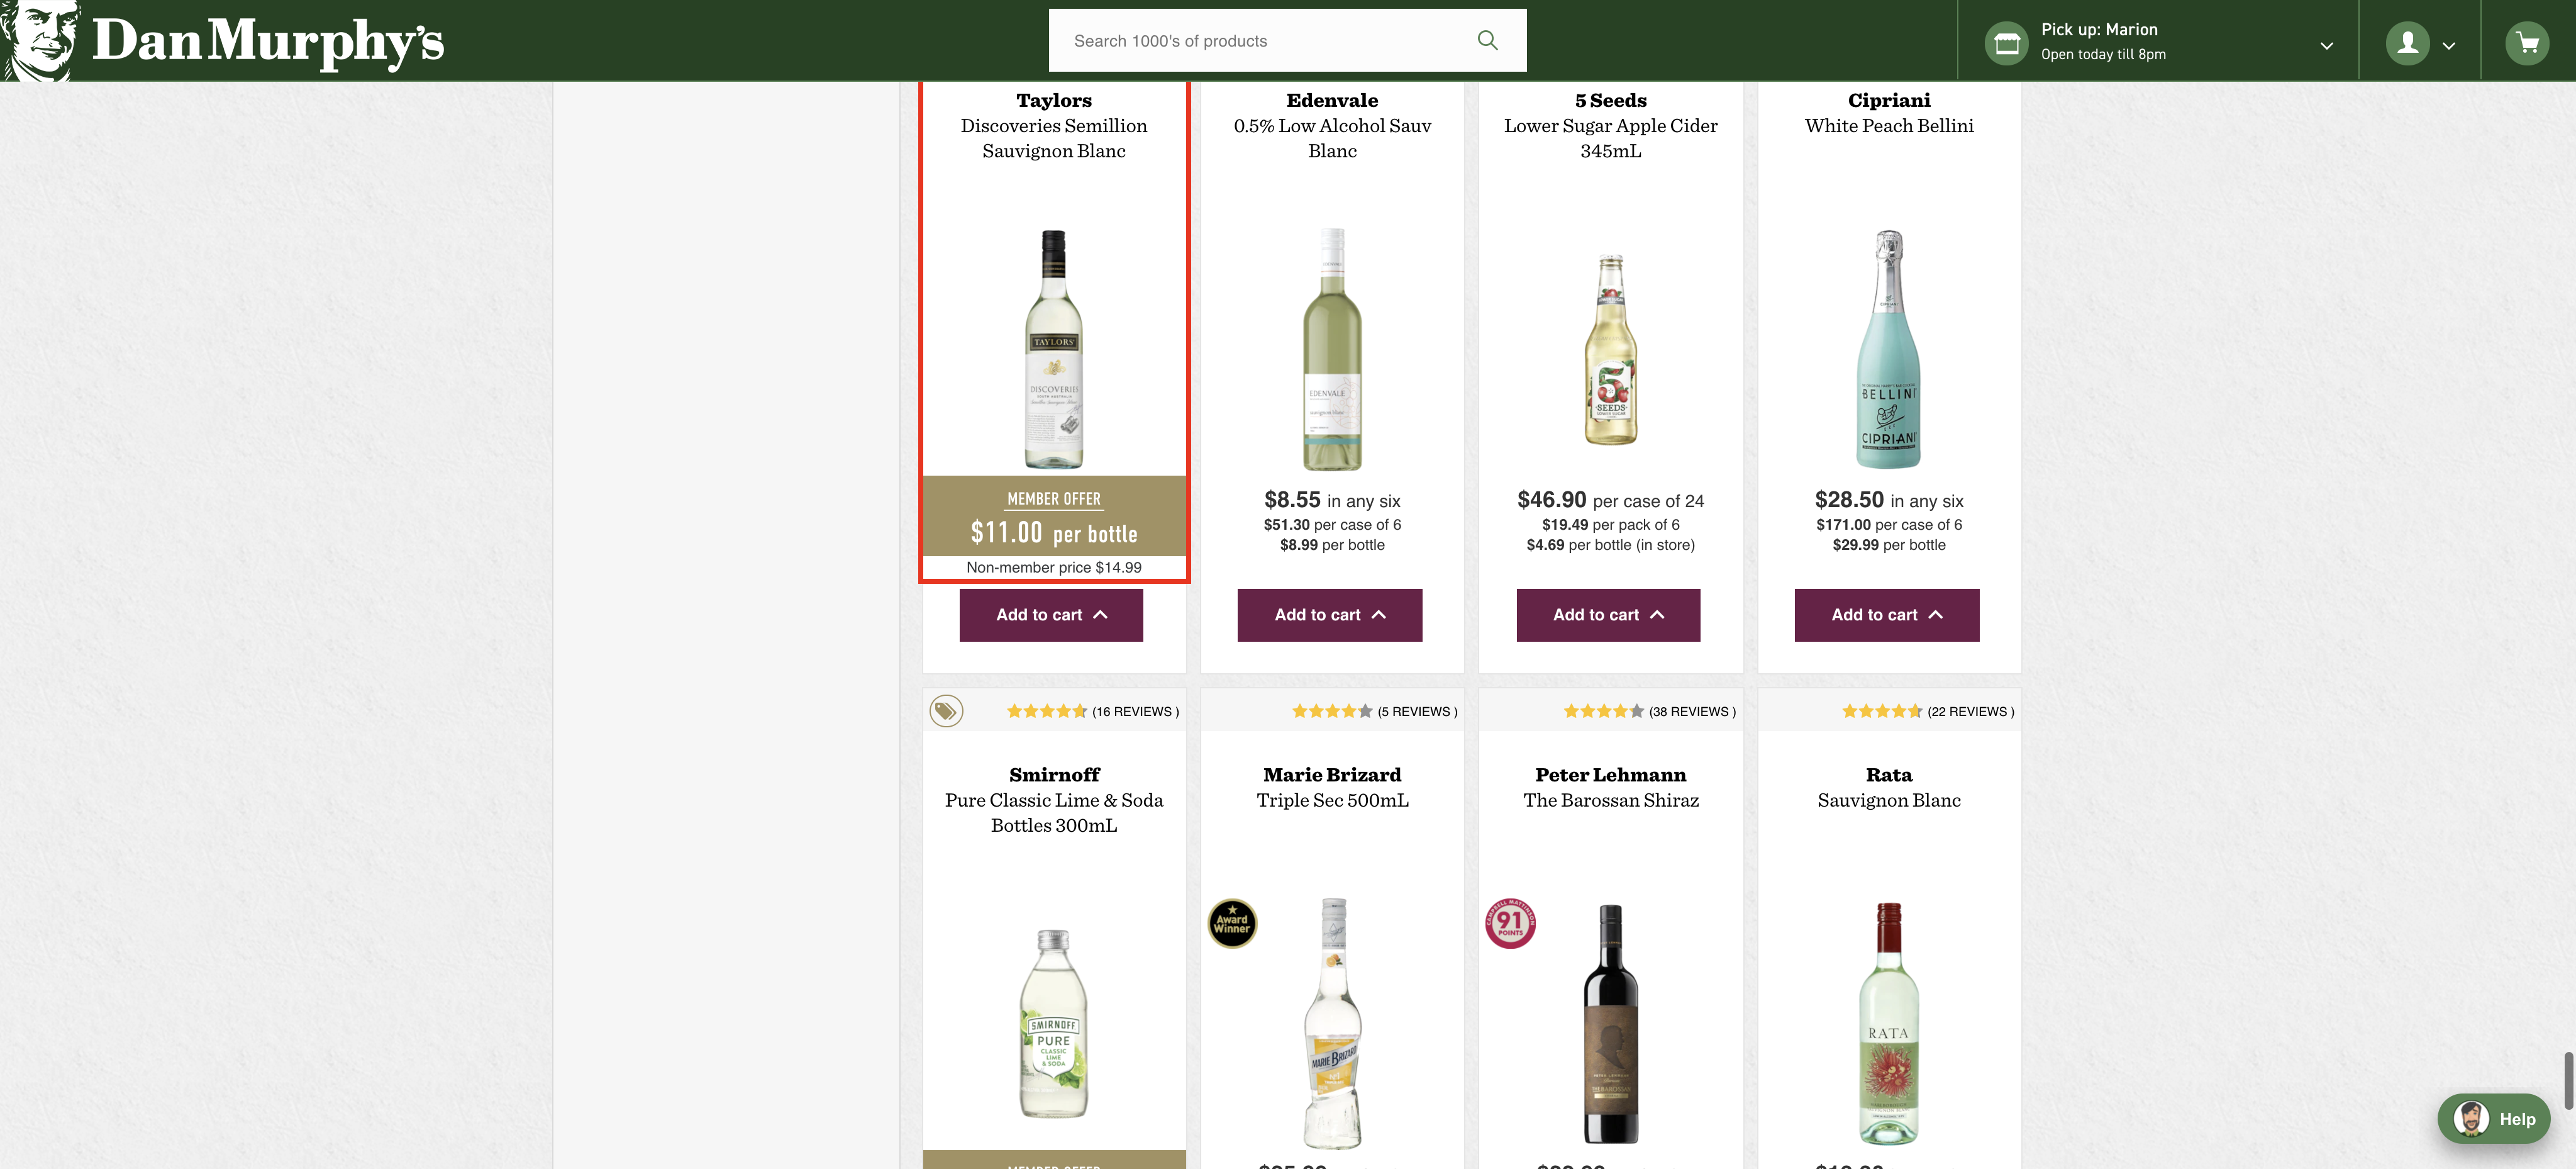 Dan Murphy's
Search 1000's of products
Pick up: Marion
Open today till 8pm
Taylors
Discoveries Semillion
Sauvignon Blanc
TAYLORS
DISCOVERIES
MEMBER OFFER
$11.00 per bottle
Non-member price $14.99
Add to cart
Edenvale
0.5% Low Alcohol Sauv
Blanc
EDENVALE
sauvignon blanc
$8.55 in any six
$51.30 per case of 6
$8.99 per bottle
Add to cart
5 Seeds
Lower Sugar Apple Cider
345mL
5
SEEDS
$46.90 per case of 24
$19.49 per pack of 6
$4.69 per bottle (in store)
Add to cart
Cipriani
White Peach Bellini
BELLINI
CIPRIANI
$28.50 in any six
$171.00 per case of 6
$29.99 per bottle
Add to cart
(16 REVIEWS )
Smirnoff
Pure Classic Lime & Soda
Bottles 300mL
SMIRNOFF
PURE
CLASSIC
LIME
& SODA
(5 REVIEWS )
Marie Brizard
Triple Sec 500mL
Award
Winner
MARIE BRIZARD
(38 REVIEWS )
Peter Lehmann
The Barossan Shiraz
CAMPBELL MATTINSON
91
POINTS
(22 REVIEWS )
Rata
Sauvignon Blanc
RATA
Help